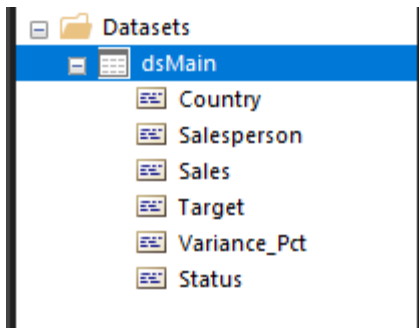 Datasets
dsMain
Country
Salesperson
Sales
Target
Variance_Pct
Status